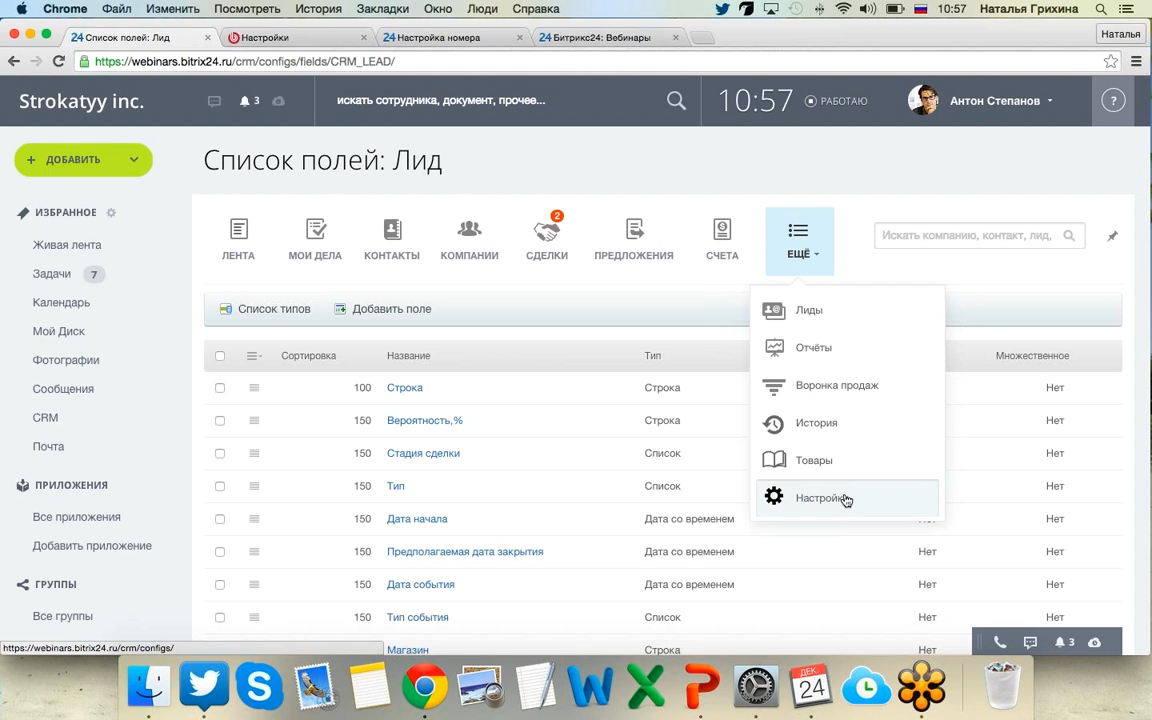 Chrome Файл Изменить Посмотреть История Закладки Окно Люди Справка 10:57 Наталья Грихина
24 Список полей: Лид × Настройки × 24 Настройка номера × 24 Битрикс24: Вебинары × Наталья
https://webinars.bitrix24.ru/crm/configs/fields/CRM_LEAD/
Strokatyy inc. 3 искать сотрудника, документ, прочее... 10:57 РАБОТАЮ Антон Степанов ?
+ ДОБАВИТЬ
Список полей: Лид
ИЗБРАННОЕ
Живая лента
Задачи 7
Календарь
Мой Диск
Фотографии
Сообщения
CRM
Почта
ПРИЛОЖЕНИЯ
Все приложения
Добавить приложение
ГРУППЫ
Все группы
ЛЕНТА МОИ ДЕЛА КОНТАКТЫ КОМПАНИИ СДЕЛКИ 2 ПРЕДЛОЖЕНИЯ СЧЕТА ЕЩЁ
Искать компанию, контакт, лид,
Лиды
Отчёты
Воронка продаж
История
Товары
Список типов Добавить поле
Сортировка Название Тип Множественное
100 Строка Строка Нет
150 Вероятность,% Строка Нет
150 Стадия сделки Список Нет
150 Тип Список Нет
150 Дата начала Дата со временем Нет Нет
150 Предполагаемая дата закрытия Дата со временем Нет Нет
150 Дата события Дата со временем Нет Нет
150 Тип события Список Нет Нет
Магазин Строка Нет
3
https://webinars.bitrix24.ru/crm/configs/
ДЕК
24